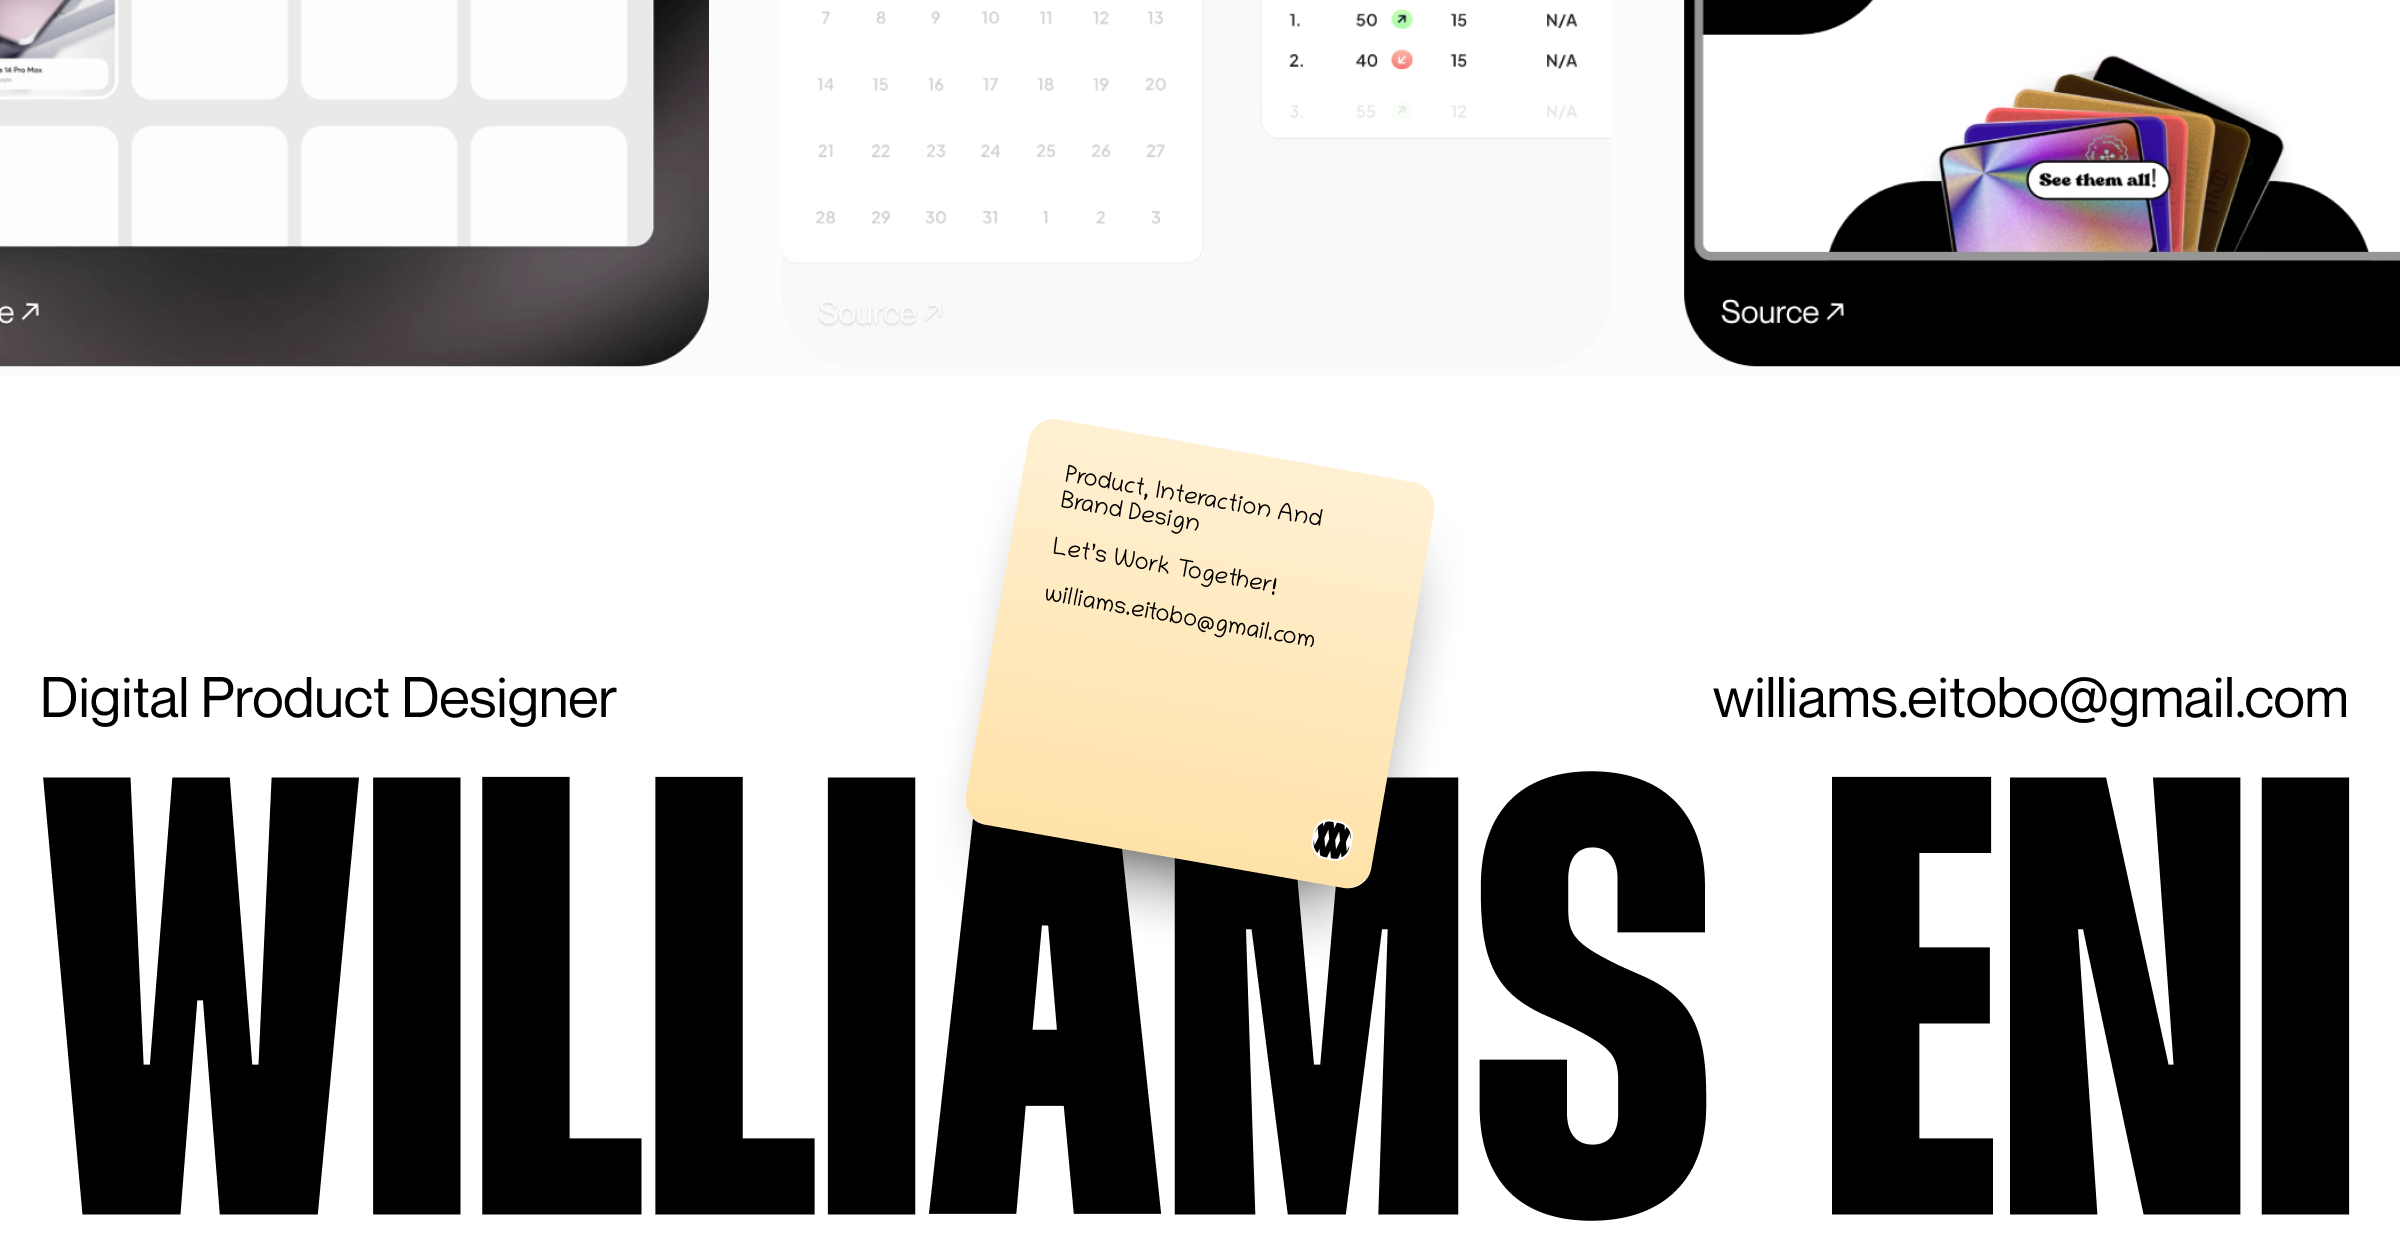 e 14 Pro Max
e ↗
7 8 9 10 11 12 13
14 15 16 17 18 19 20
21 22 23 24 25 26 27
28 29 30 31 1 2 3
Source ↗
1. 50 15 N/A
2. 40 15 N/A
3. 55 12 N/A
See them all!
Source ↗
Product, Interaction And
Brand Design
Let's Work Together!
williams.eitobo@gmail.com
Digital Product Designer
williams.eitobo@gmail.com
WILLIAMS ENI